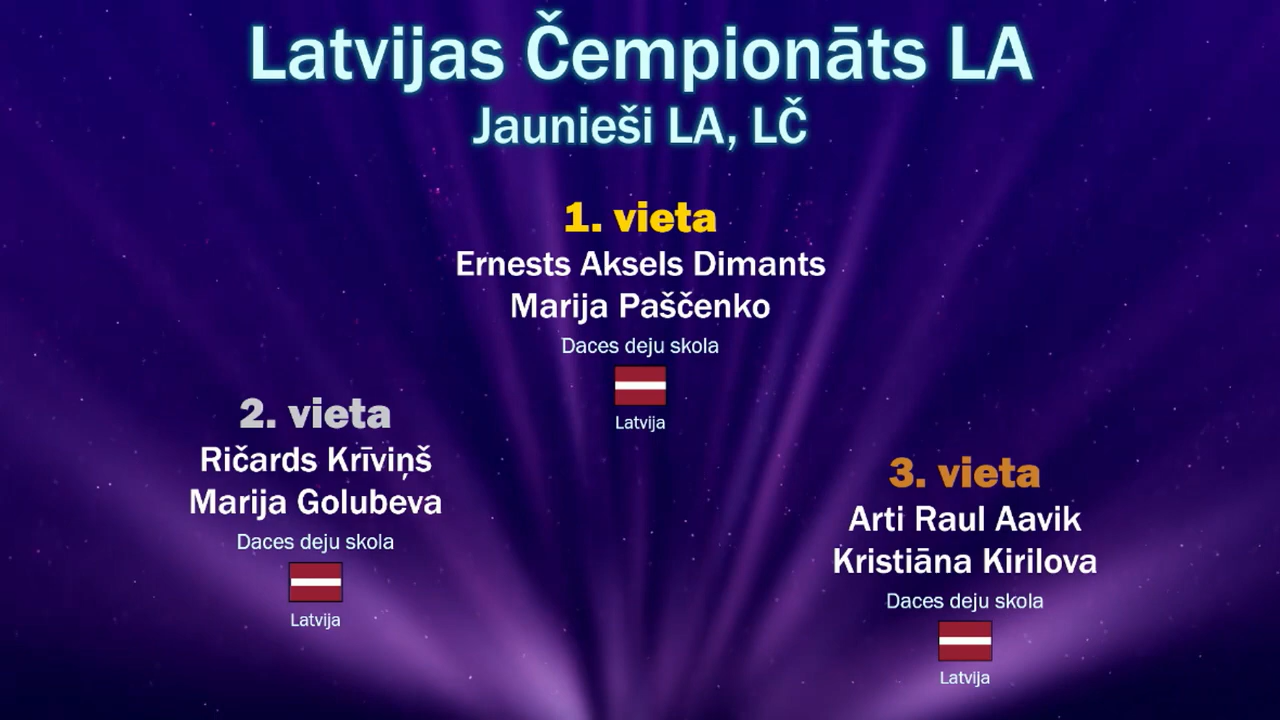 Latvijas Čempionāts LA
Jaunieši LA, LČ
1. vieta
Ernests Aksels Dimants
Marija Paščenko
Daces deju skola
Latvija
2. vieta
Ričards Krīviņš
Marija Golubeva
Daces deju skola
Latvija
3. vieta
Arti Raul Aavik
Kristiāna Kirilova
Daces deju skola
Latvija